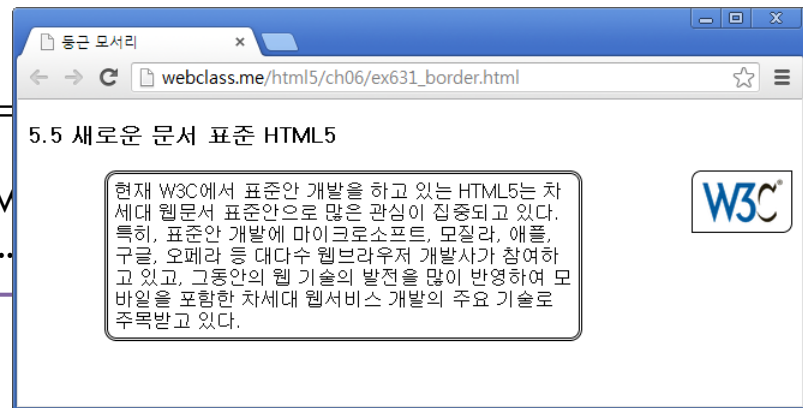 둥근 모서리
webclass.me/html5/ch06/ex631_border.html
5.5 새로운 문서 표준 HTML5
현재 W3C에서 표준안 개발을 하고 있는 HTML5는 차
세대 웹문서 표준안으로 많은 관심이 집중되고 있다.
특히, 표준안 개발에 마이크로소프트, 모질라, 애플,
구글, 오페라 등 대다수 웹브라우저 개발사가 참여하
고 있고, 그동안의 웹 기술의 발전을 많이 반영하여 모
바일을 포함한 차세대 웹서비스 개발의 주요 기술로
주목받고 있다.
W3C®